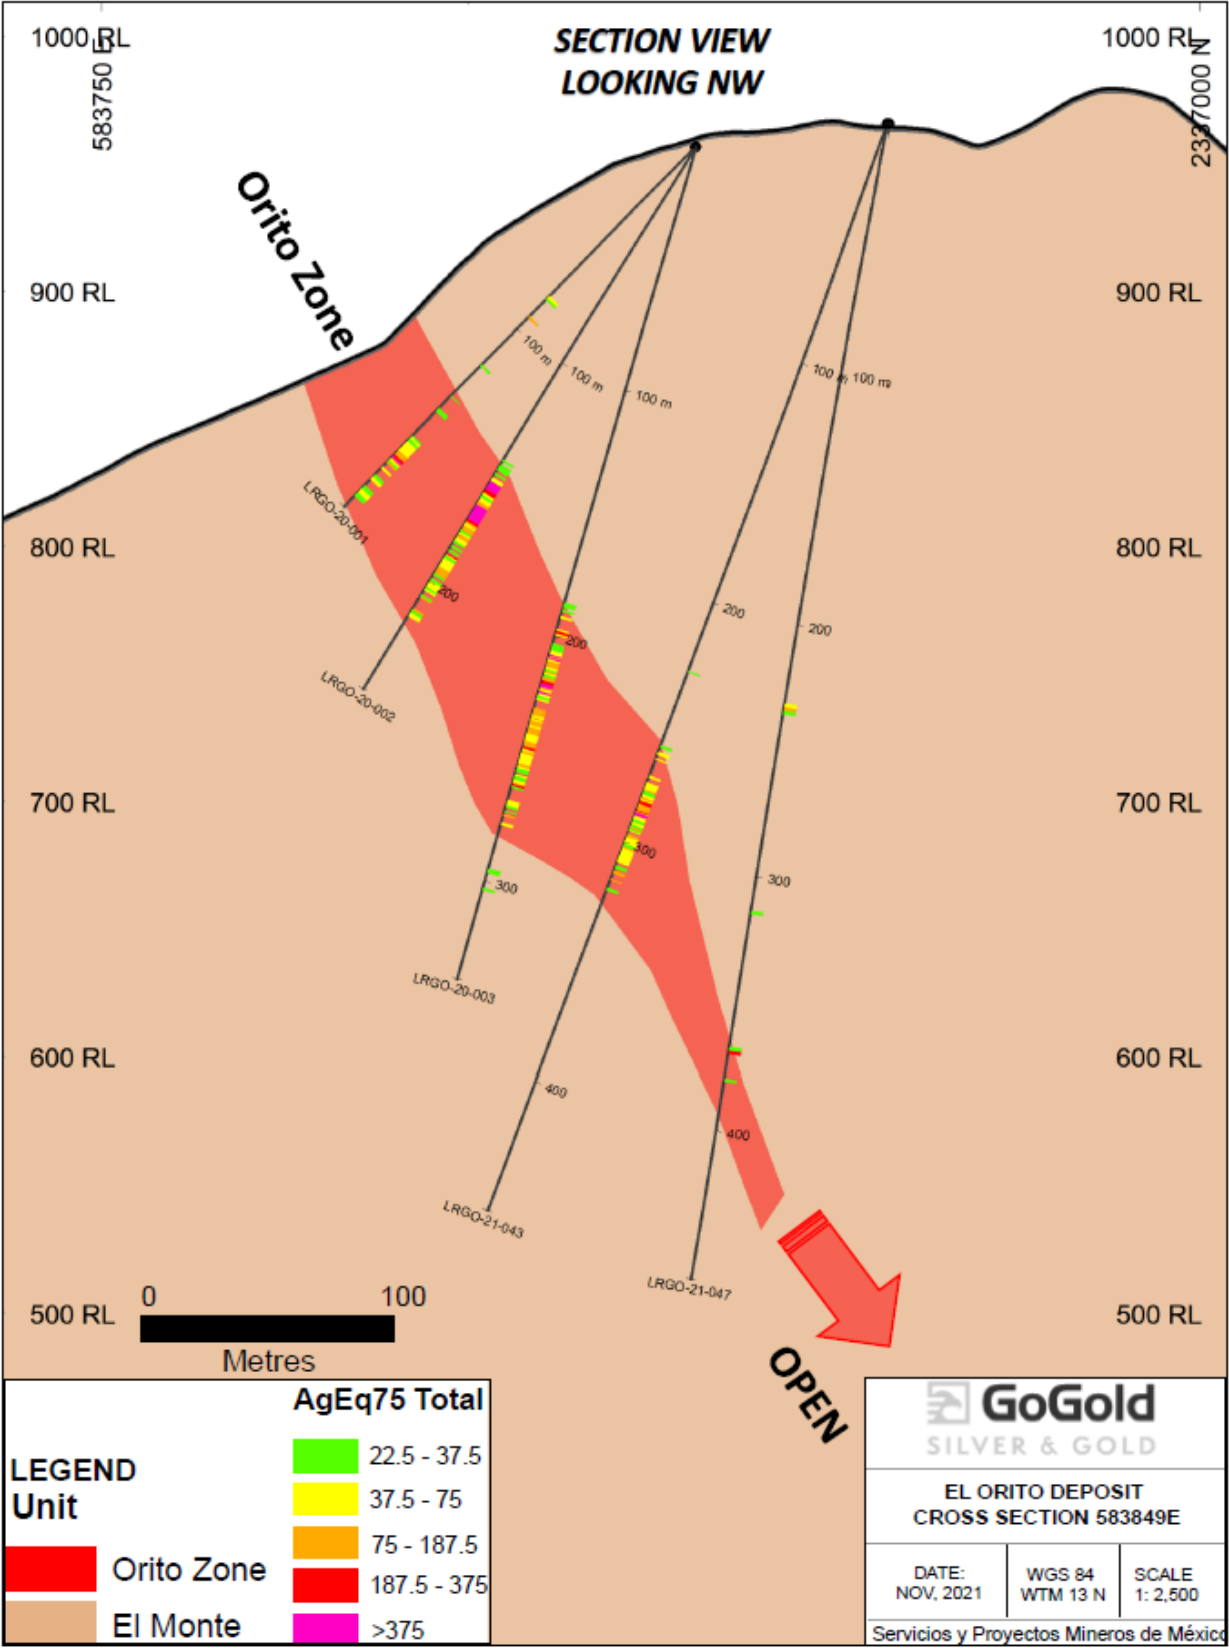 SECTION VIEW
LOOKING NW
1000 RL
1000 RL
583750 E
2337000 N
Orito Zone
900 RL
900 RL
100 m
100 m
100 m
100 m
100 m
LRGO-20-001
800 RL
800 RL
200
200
200
200
LRGO-20-002
700 RL
700 RL
300
300
300
LRGO-20-003
600 RL
600 RL
400
400
LRGO-21-043
LRGO-21-047
0 100
Metres
500 RL
500 RL
OPEN
LEGEND
Unit
Orito Zone
El Monte
AgEq75 Total
22.5 - 37.5
37.5 - 75
75 - 187.5
187.5 - 375
>375
GoGold
SILVER & GOLD
EL ORITO DEPOSIT
CROSS SECTION 583849E
DATE:
NOV, 2021
WGS 84
WTM 13 N
SCALE
1: 2,500
Servicios y Proyectos Mineros de México